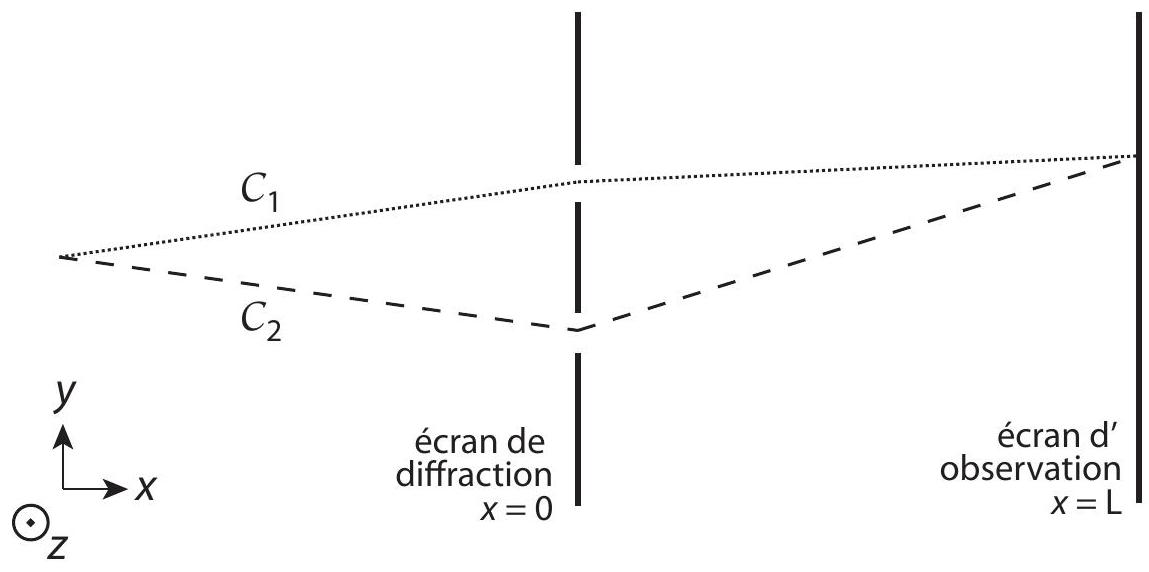 C1
C2
y
x
z
écran de
diffraction
x = 0
écran d'
observation
x = L